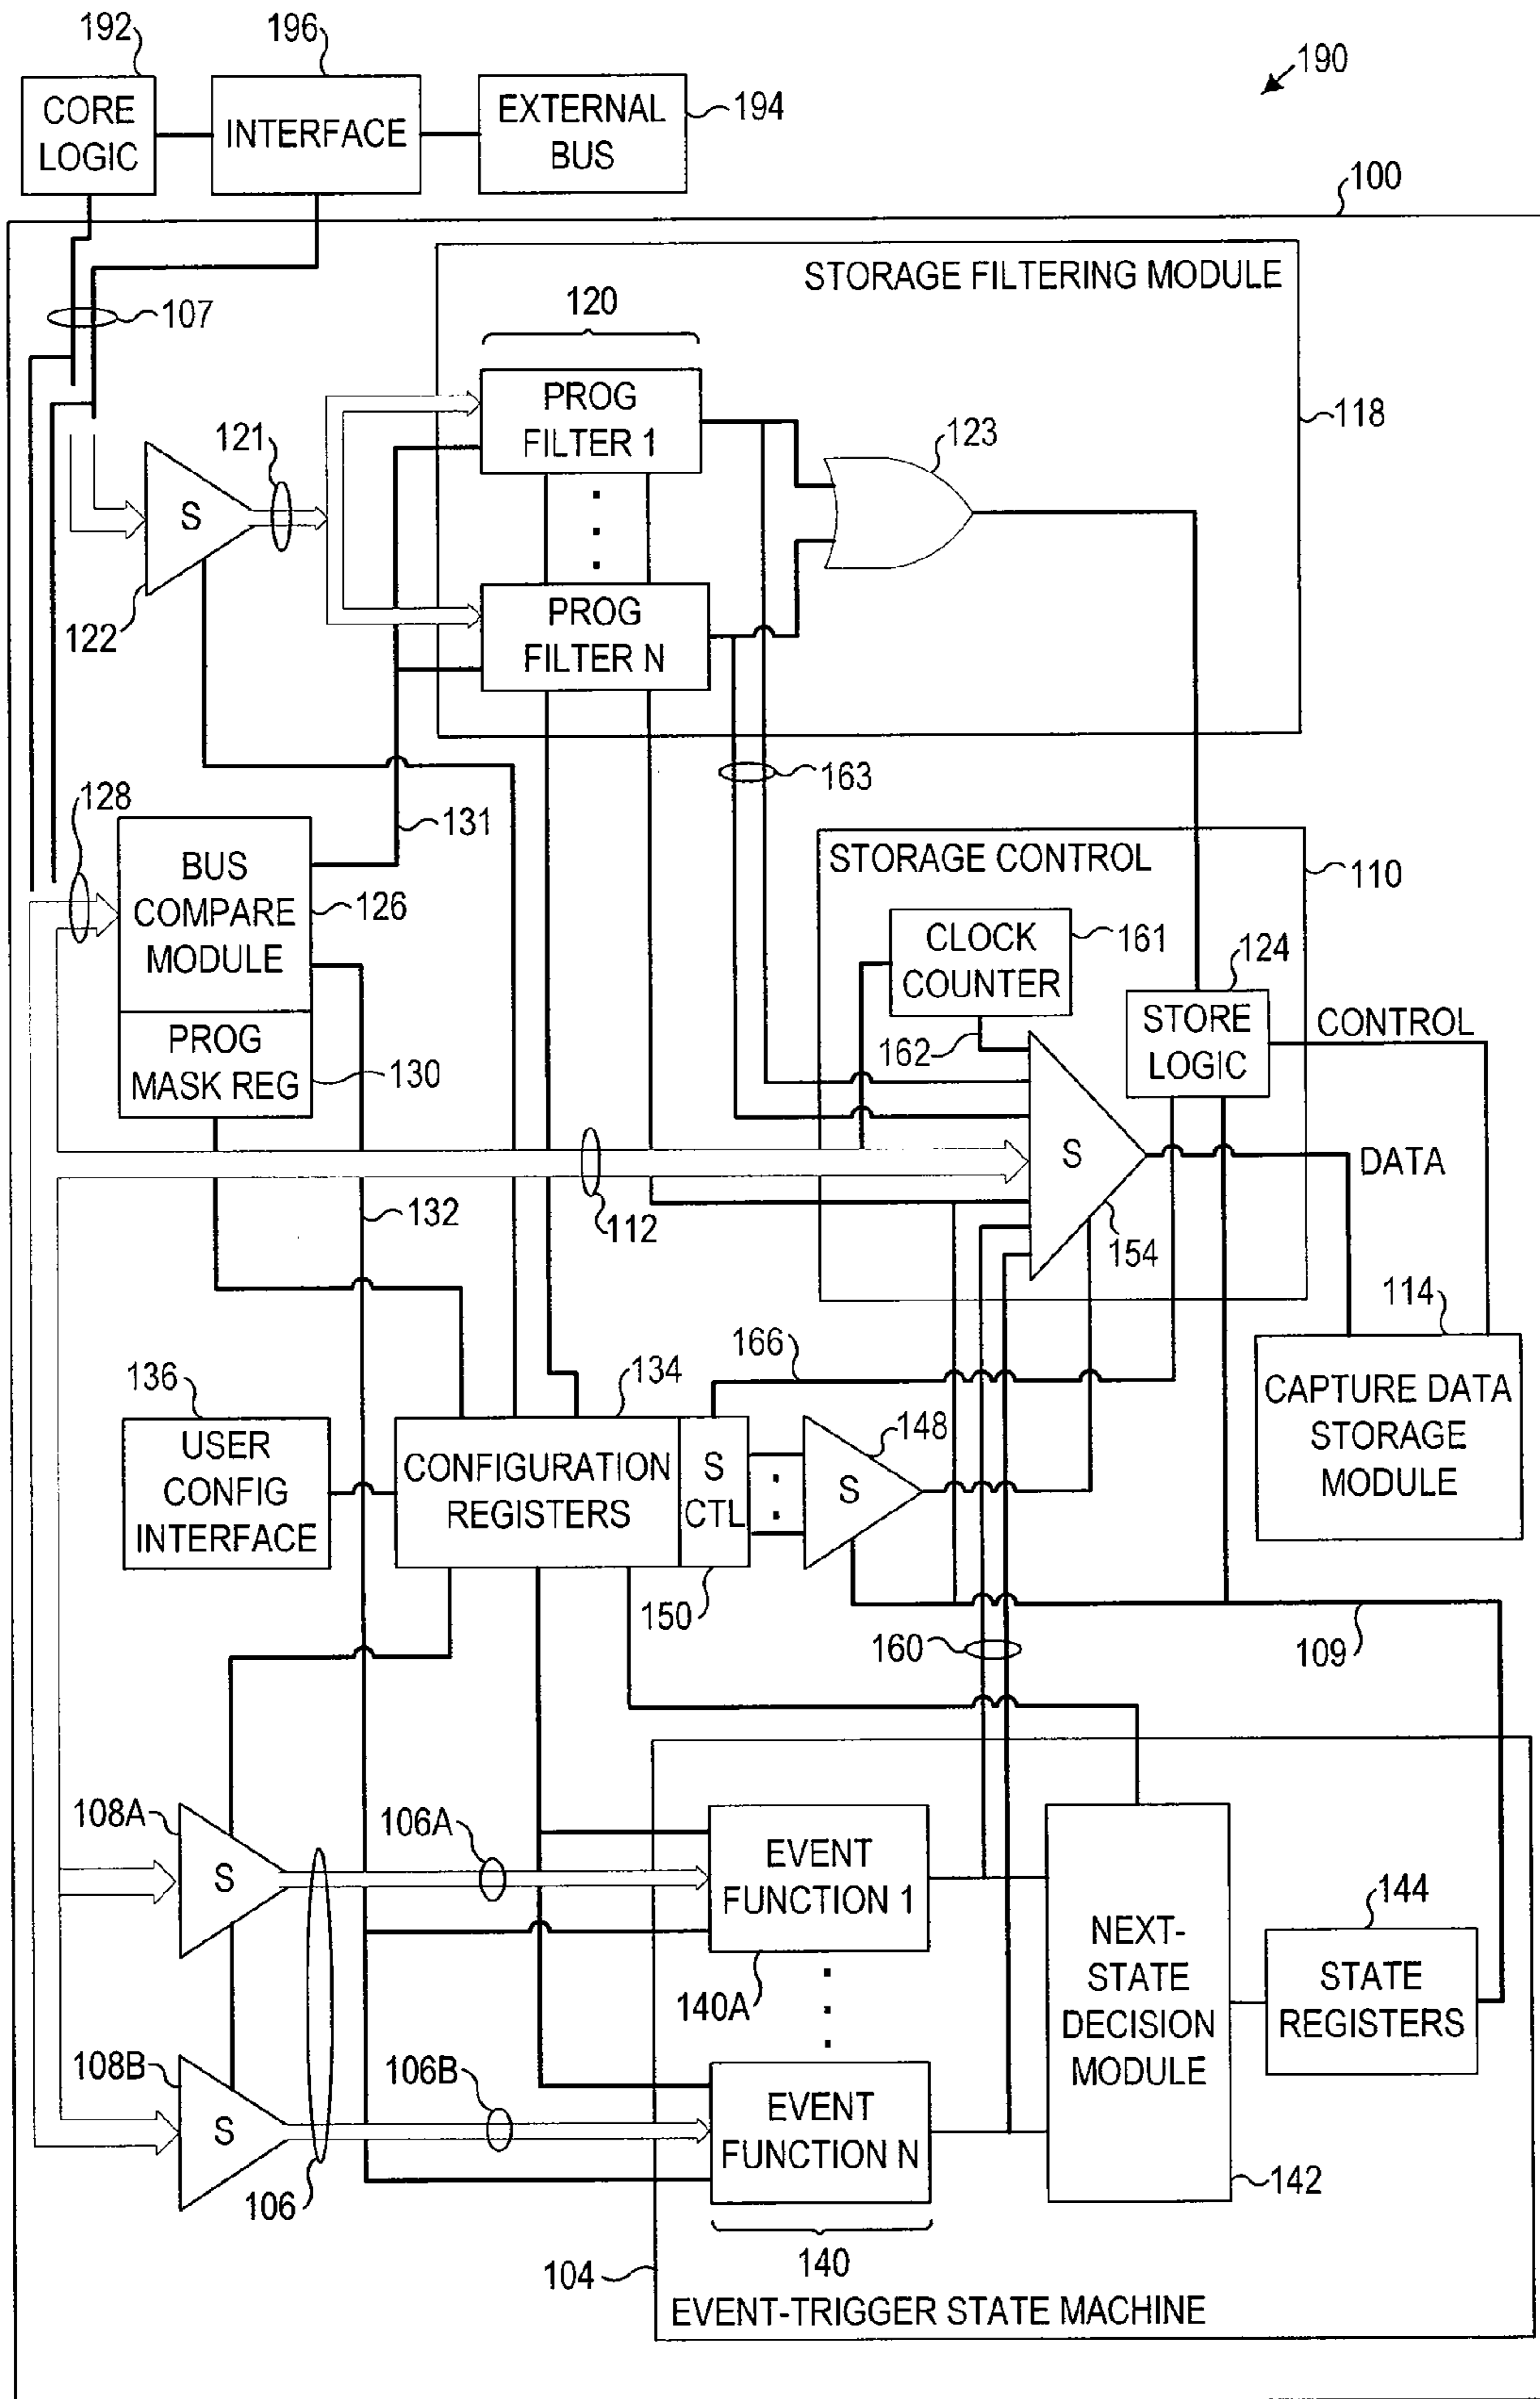 192
196
190
CORE
LOGIC
INTERFACE
EXTERNAL
BUS
194
100
STORAGE FILTERING MODULE
107
120
PROG
FILTER 1
118
123
121
S
122
PROG
FILTER N
163
128
131
BUS
COMPARE
MODULE
126
STORAGE CONTROL
110
CLOCK
COUNTER
161
124
STORE
LOGIC
CONTROL
162
PROG
MASK REG
130
S
DATA
132
112
154
114
166
136
134
CAPTURE DATA
STORAGE
MODULE
USER
CONFIG
INTERFACE
CONFIGURATION
REGISTERS
S
CTL
148
S
150
160
109
108A
106A
S
EVENT
FUNCTION 1
144
NEXT-
STATE
DECISION
MODULE
STATE
REGISTERS
140A
108B
106B
S
EVENT
FUNCTION N
142
106
140
104
EVENT-TRIGGER STATE MACHINE